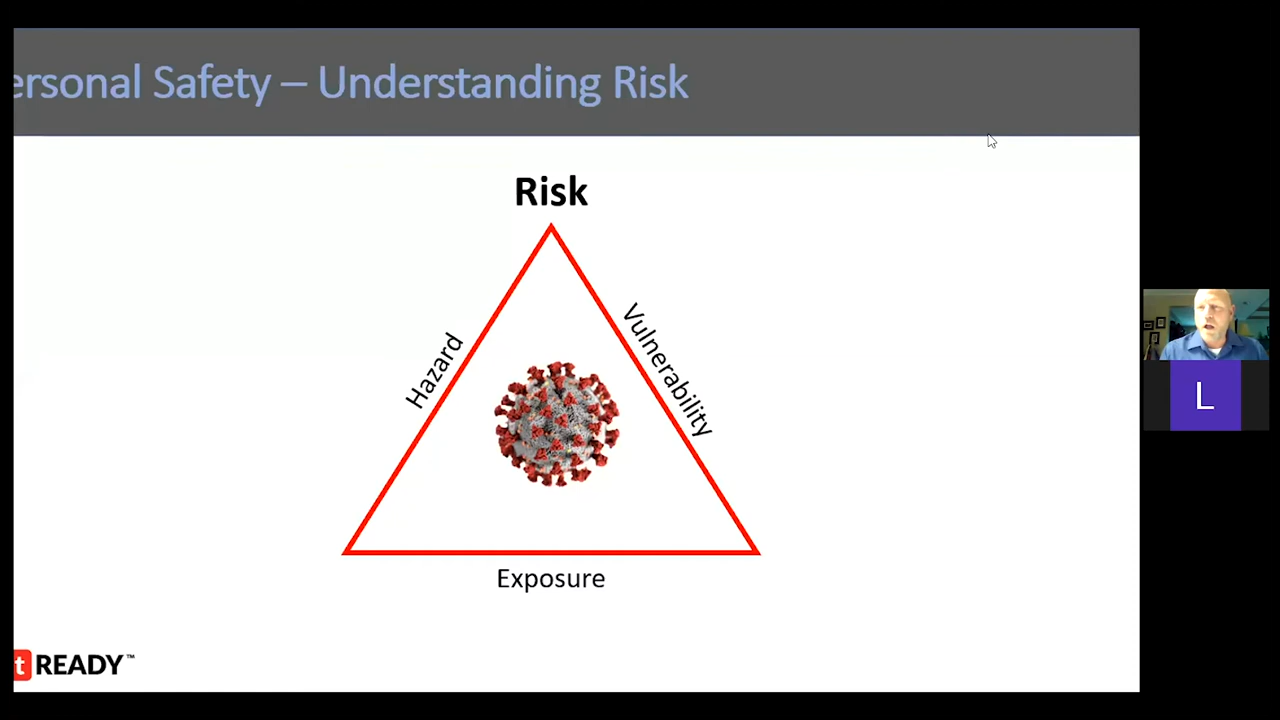 ersonal Safety – Understanding Risk
Risk
Hazard
Vulnerability
Exposure
t READY™
L